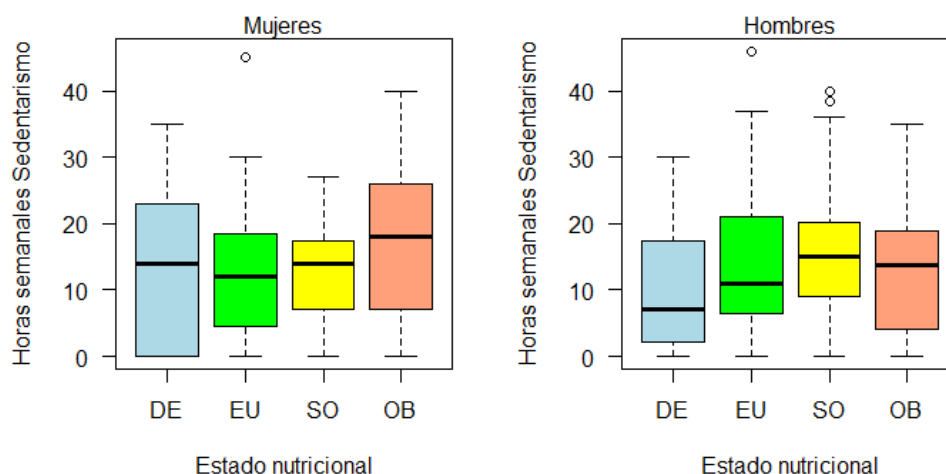 Mujeres
Horas semanales Sedentarismo
40
30
20
10
0
DE EU SO OB
Estado nutricional
Hombres
Horas semanales Sedentarismo
40
30
20
10
0
DE EU SO OB
Estado nutricional